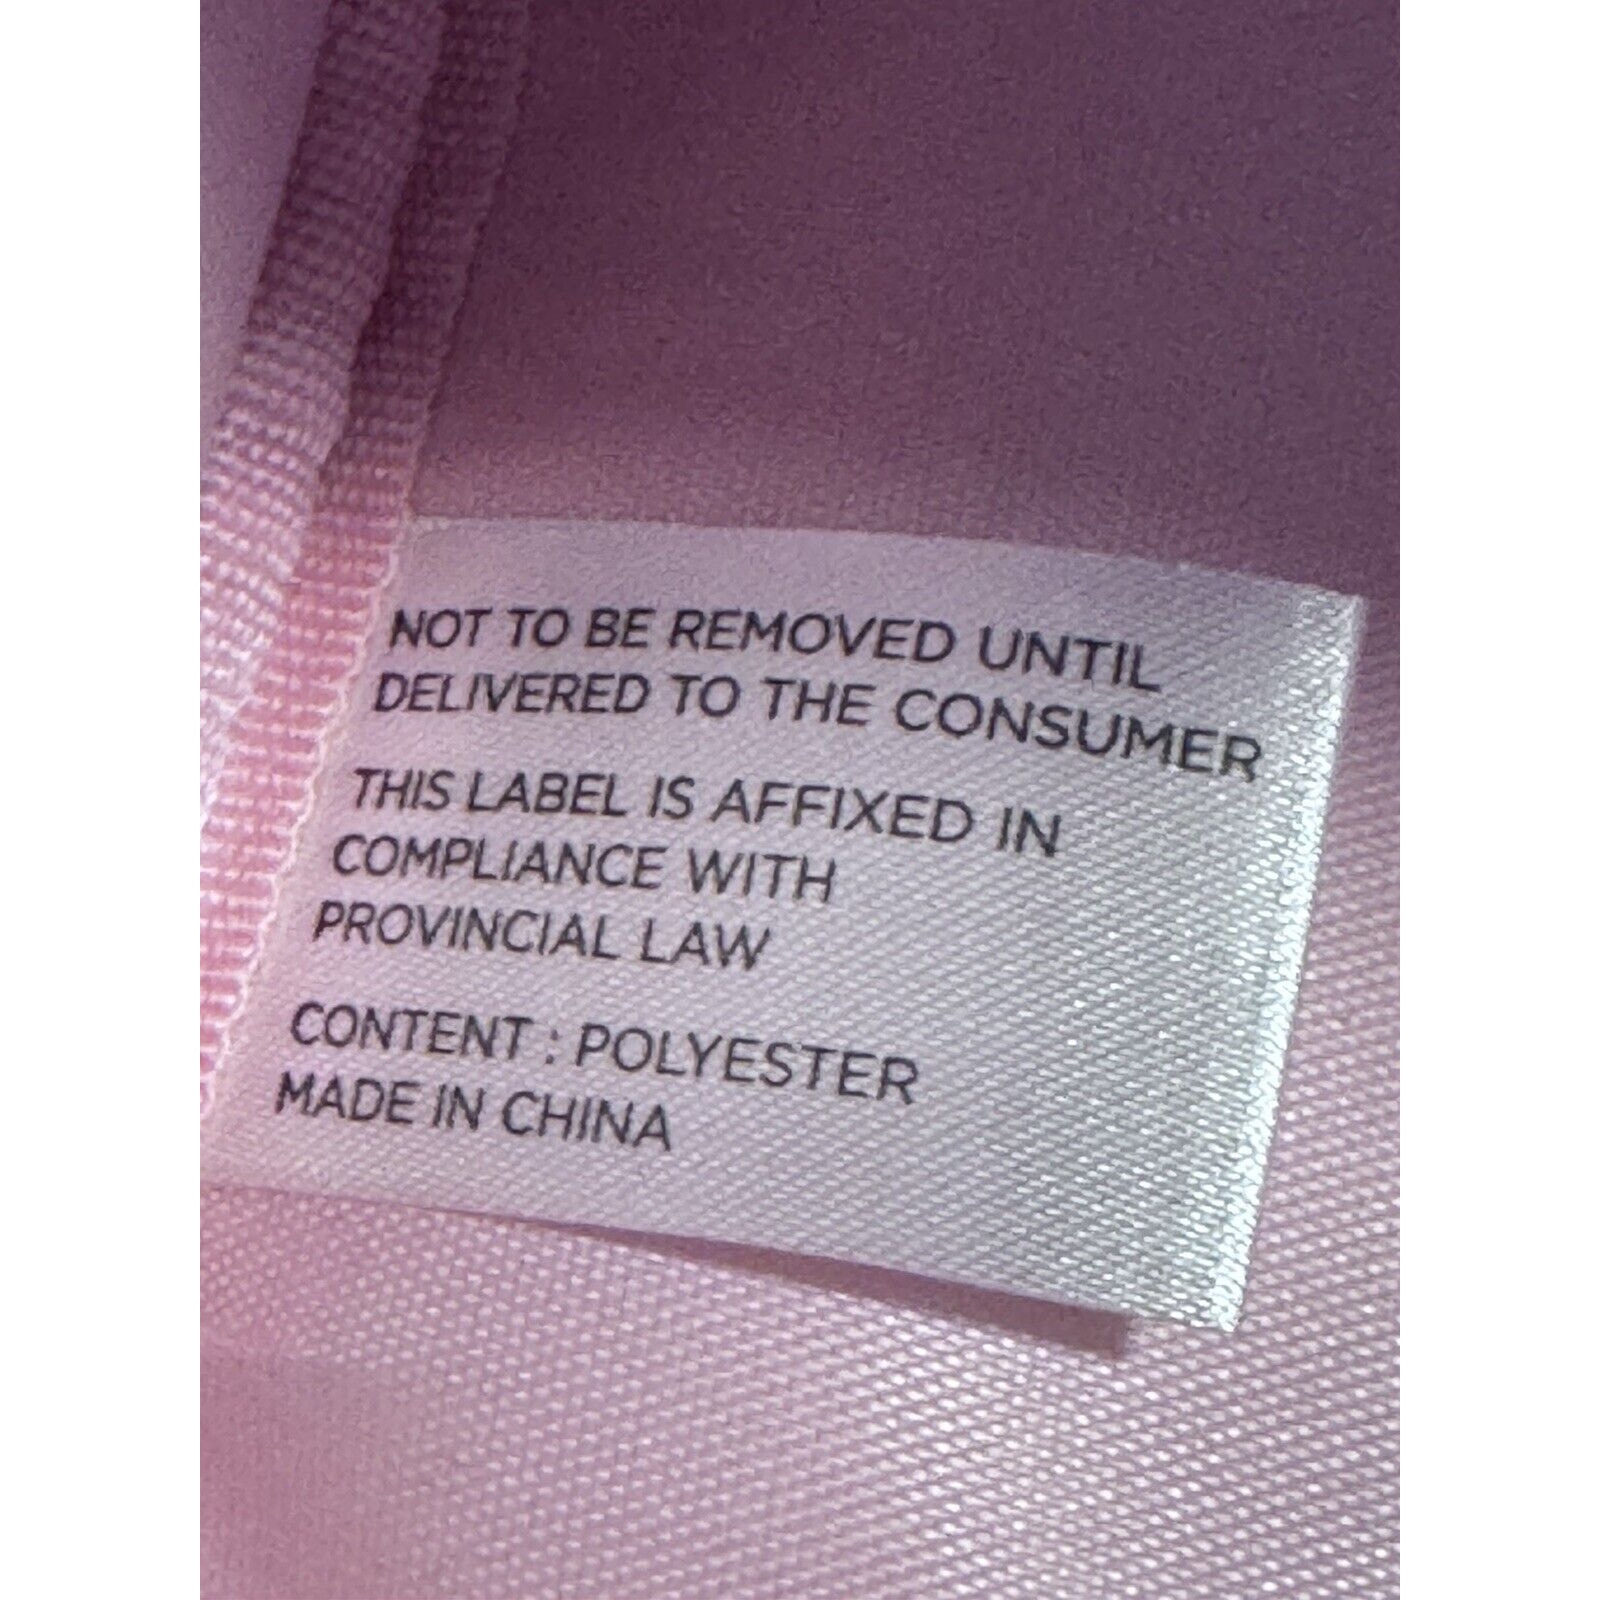 NOT TO BE REMOVED UNTIL
DELIVERED TO THE CONSUMER
THIS LABEL IS AFFIXED IN
COMPLIANCE WITH
PROVINCIAL LAW
CONTENT : POLYESTER
MADE IN CHINA